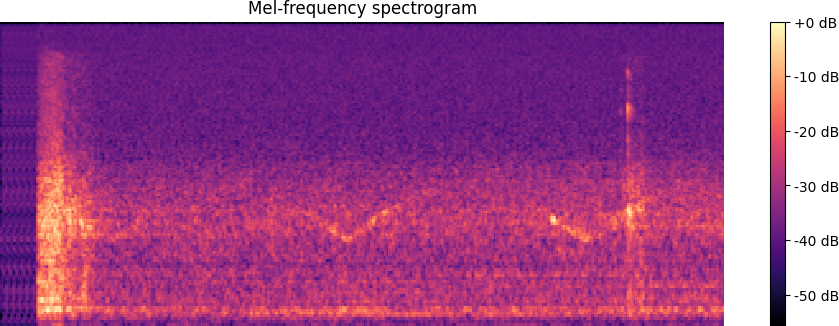 Mel-frequency spectrogram
+0 dB
-10 dB
-20 dB
-30 dB
-40 dB
-50 dB